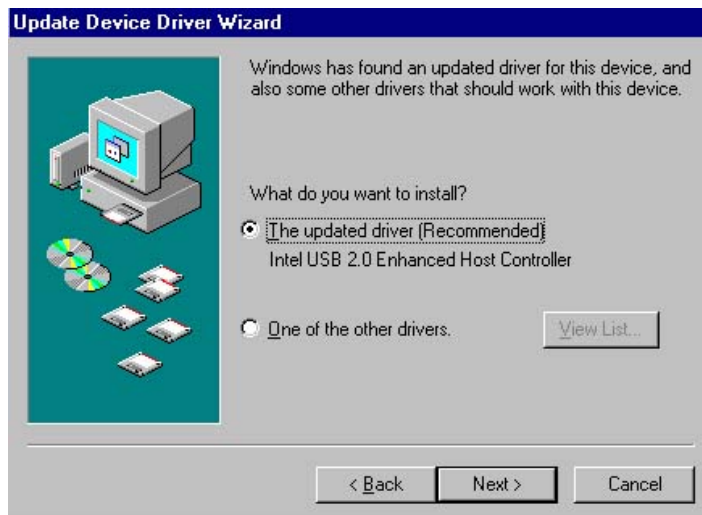 Update Device Driver Wizard
Windows has found an updated driver for this device, and
also some other drivers that should work with this device.
What do you want to install?
The updated driver (Recommended)
Intel USB 2.0 Enhanced Host Controller
One of the other drivers.
View List...
< Back
Next >
Cancel